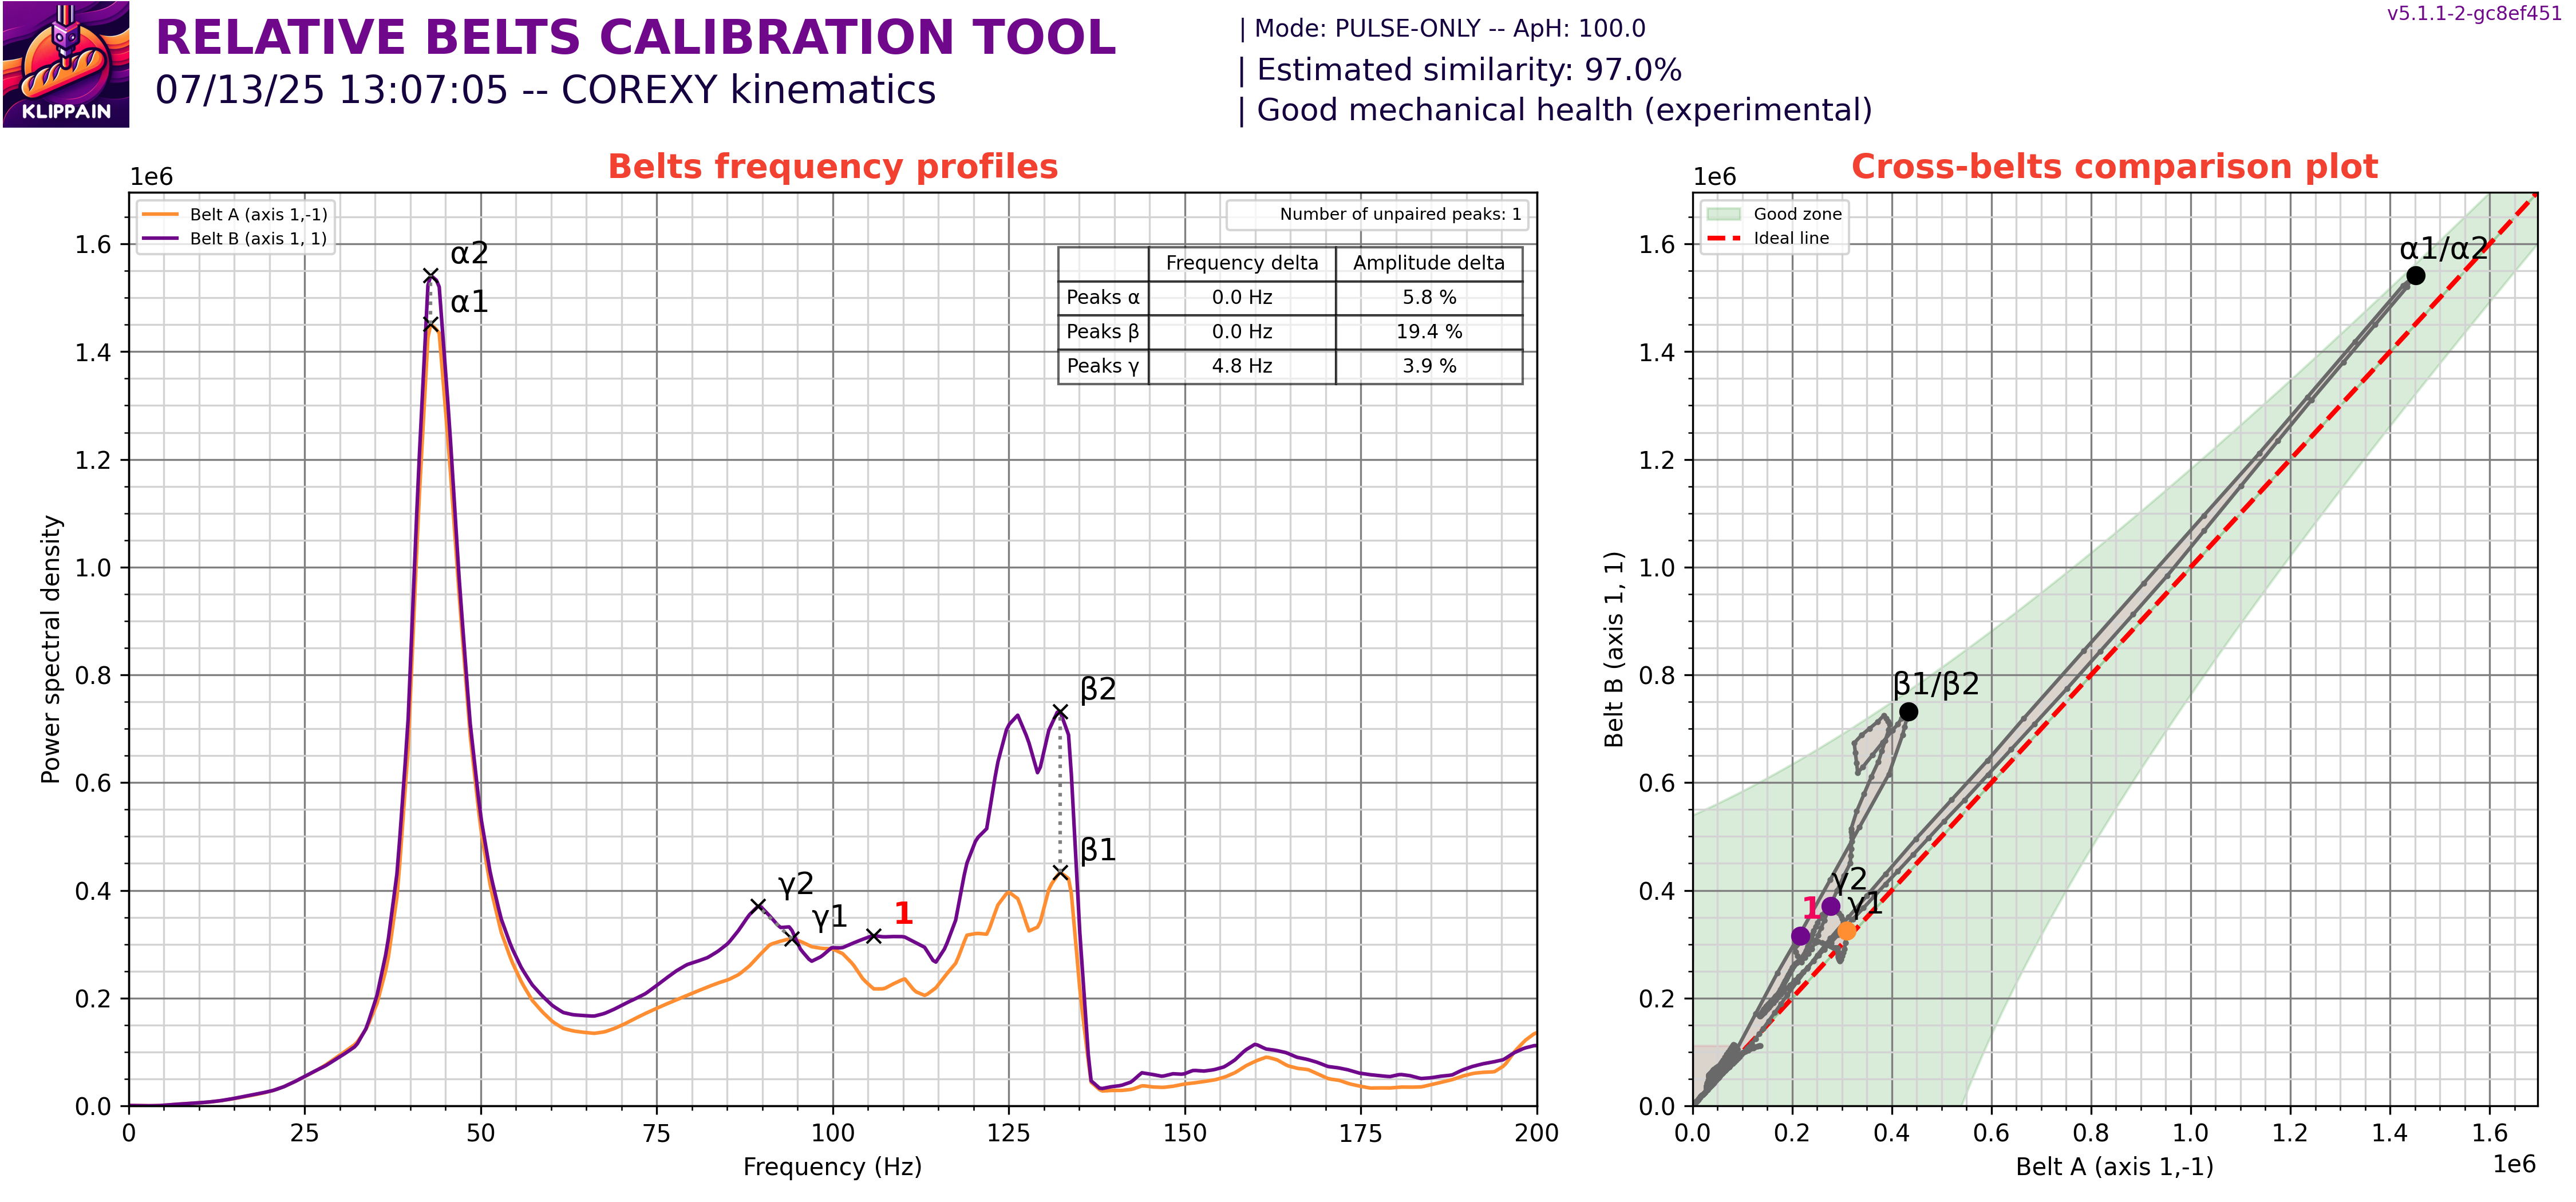 v5.1.1-2-gc8ef451
KLIPPAIN
RELATIVE BELTS CALIBRATION TOOL
07/13/25 13:07:05 -- COREXY kinematics
| Mode: PULSE-ONLY -- ApH: 100.0
| Estimated similarity: 97.0%
| Good mechanical health (experimental)
Belts frequency profiles
1e6
Belt A (axis 1,-1)
Belt B (axis 1, 1)
Number of unpaired peaks: 1
Frequency delta Amplitude delta
Peaks α 0.0 Hz 5.8 %
Peaks β 0.0 Hz 19.4 %
Peaks γ 4.8 Hz 3.9 %
α2
α1
β2
β1
γ2
γ1
1
1.6
1.4
1.2
1.0
0.8
0.6
0.4
0.2
0.0
Power spectral density
0 25 50 75 100 125 150 175 200
Frequency (Hz)
Cross-belts comparison plot
1e6
Good zone
Ideal line
α1/α2
β1/β2
γ2
γ1
1
1.6
1.4
1.2
1.0
0.8
0.6
0.4
0.2
0.0
Belt B (axis 1, 1)
0.0 0.2 0.4 0.6 0.8 1.0 1.2 1.4 1.6
1e6
Belt A (axis 1,-1)